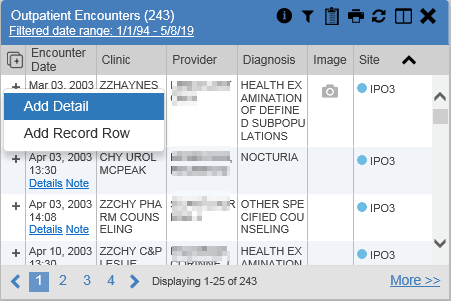 Outpatient Encounters (243)
Filtered date range: 1/1/94 - 5/8/19
Encounter Date Clinic Provider Diagnosis Image Site
Mar 03, 2003 ZZHAYNES HEALTH EX
AMINATION
OF DEFINE
D SUBPOPU
LATIONS
IPO3
Add Detail
Add Record Row
Apr 03, 2003 CHY UROL NOCTURIA IPO3
13:30 MCPEAK
Details Note
Apr 03, 2003 ZZCHY PHA OTHER SPE IPO3
14:08 RM COUNS CIFIED COU
Details Note ELING NSELING
Apr 10, 2003 ZZCHY C&P HEALTH EX IPO3
13:30 LESLIE AMINATION
1 2 3 4 Displaying 1-25 of 243 More >>